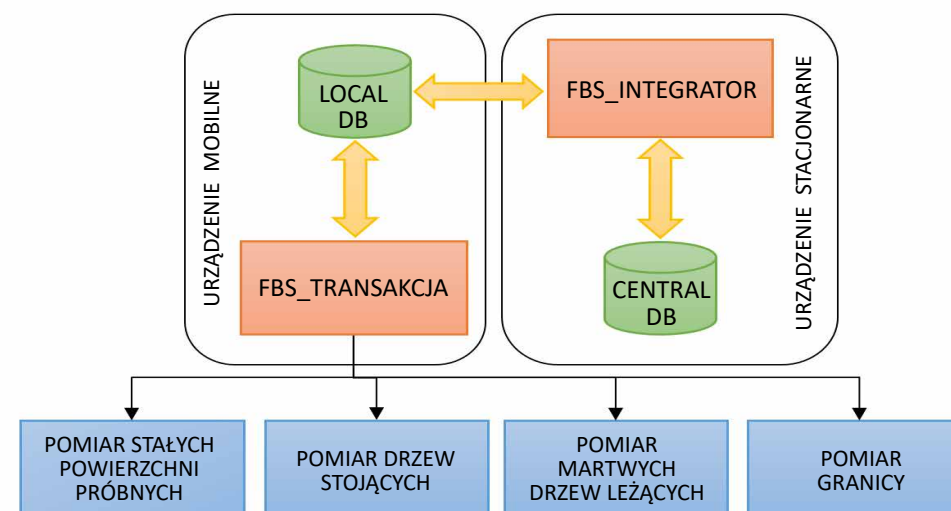 URZĄDZENIE MOBILNE
LOCAL
DB
FBS_TRANSAKCJA
FBS_INTEGRATOR
CENTRAL
DB
URZĄDZENIE STACJONARNE
POMIAR STAŁYCH
POWIERZCHNI
PRÓBNYCH
POMIAR DRZEW
STOJĄCYCH
POMIAR
MARTWYCH
DRZEW LEŻĄCYCH
POMIAR
GRANICY